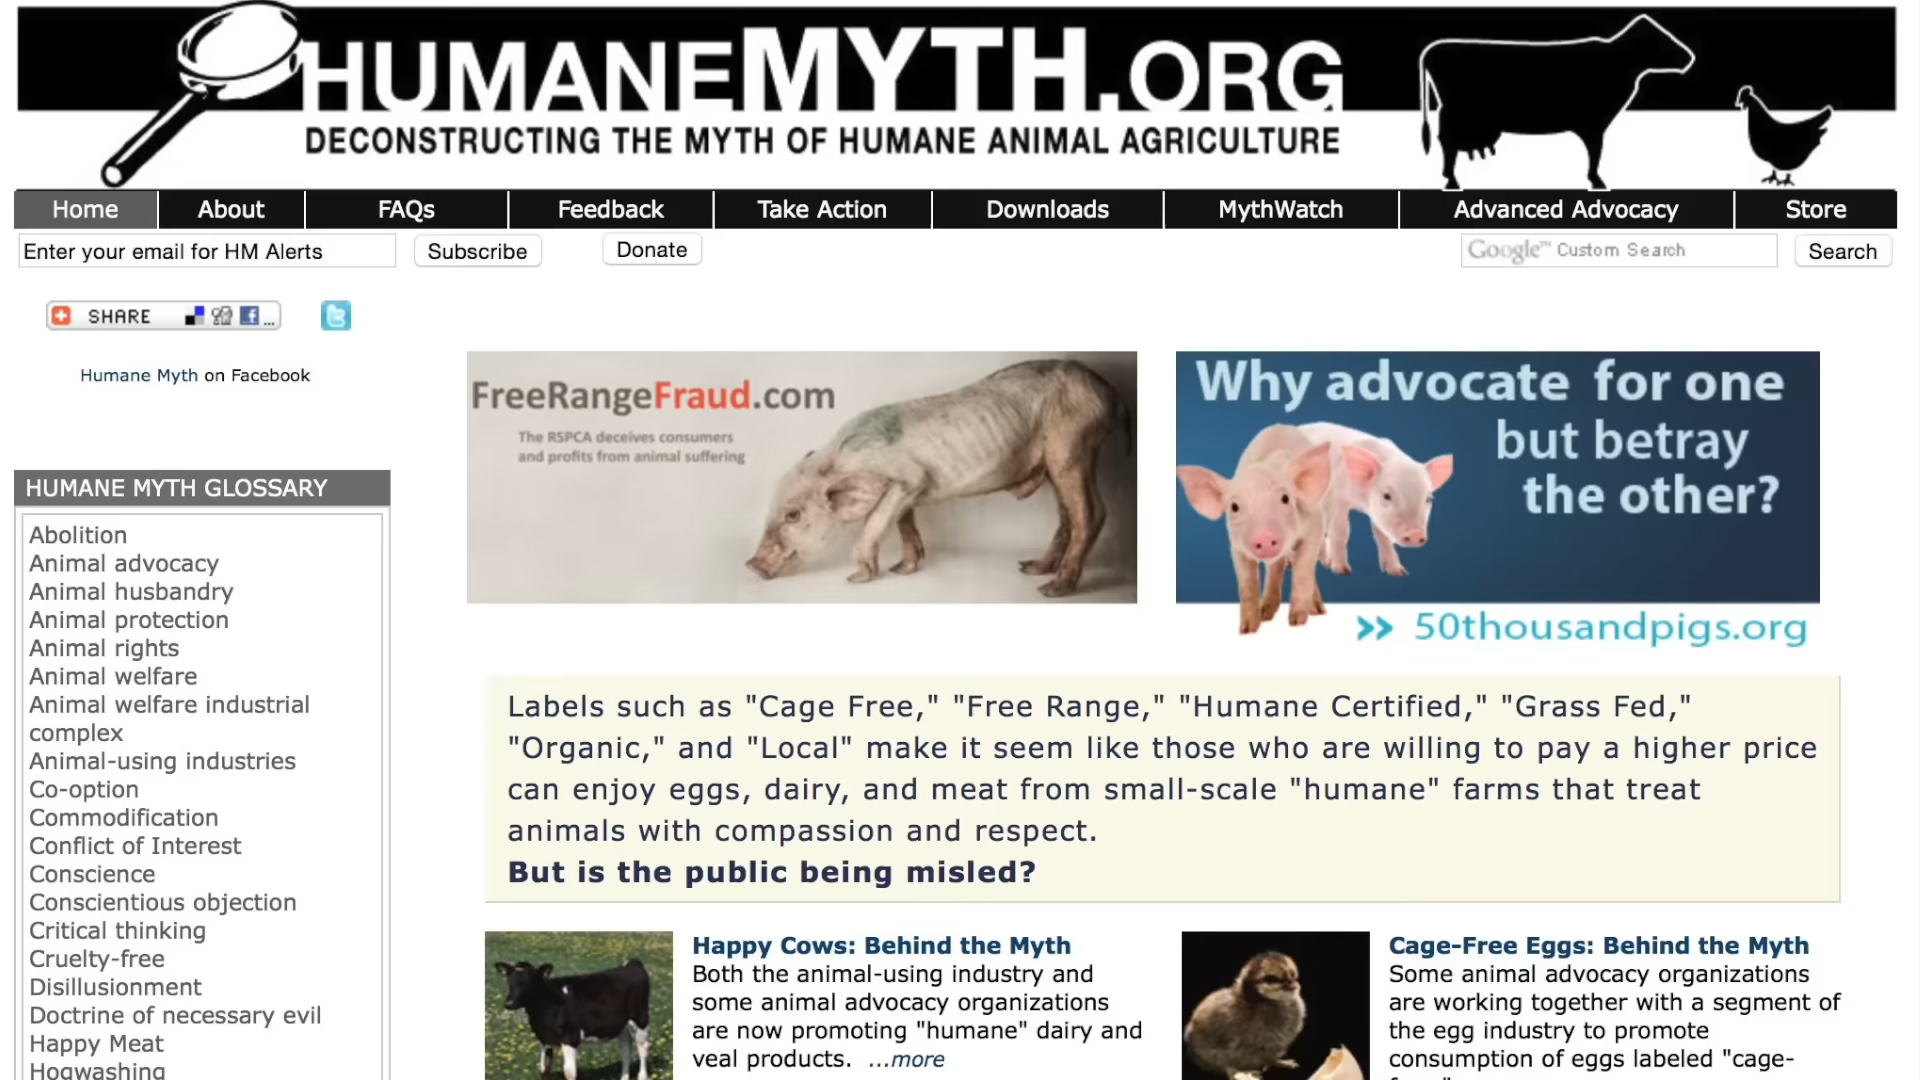 HUMANEMYTH.ORG
DECONSTRUCTING THE MYTH OF HUMANE ANIMAL AGRICULTURE
Home About FAQs Feedback Take Action Downloads MythWatch Advanced Advocacy Store
Enter your email for HM Alerts Subscribe Donate Google™ Custom Search Search
SHARE ...
Humane Myth on Facebook
HUMANE MYTH GLOSSARY
Abolition
Animal advocacy
Animal husbandry
Animal protection
Animal rights
Animal welfare
Animal welfare industrial
complex
Animal-using industries
Co-option
Commodification
Conflict of Interest
Conscience
Conscientious objection
Critical thinking
Cruelty-free
Disillusionment
Doctrine of necessary evil
Happy Meat
Hogwashing
FreeRangeFraud.com
The RSPCA deceives consumers
and profits from animal suffering
Why advocate for one
but betray
the other?
>> 50thousandpigs.org
Labels such as "Cage Free," "Free Range," "Humane Certified," "Grass Fed,"
"Organic," and "Local" make it seem like those who are willing to pay a higher price
can enjoy eggs, dairy, and meat from small-scale "humane" farms that treat
animals with compassion and respect.
But is the public being misled?
Happy Cows: Behind the Myth
Both the animal-using industry and
some animal advocacy organizations
are now promoting "humane" dairy and
veal products. ...more
Cage-Free Eggs: Behind the Myth
Some animal advocacy organizations
are working together with a segment of
the egg industry to promote
consumption of eggs labeled "cage-